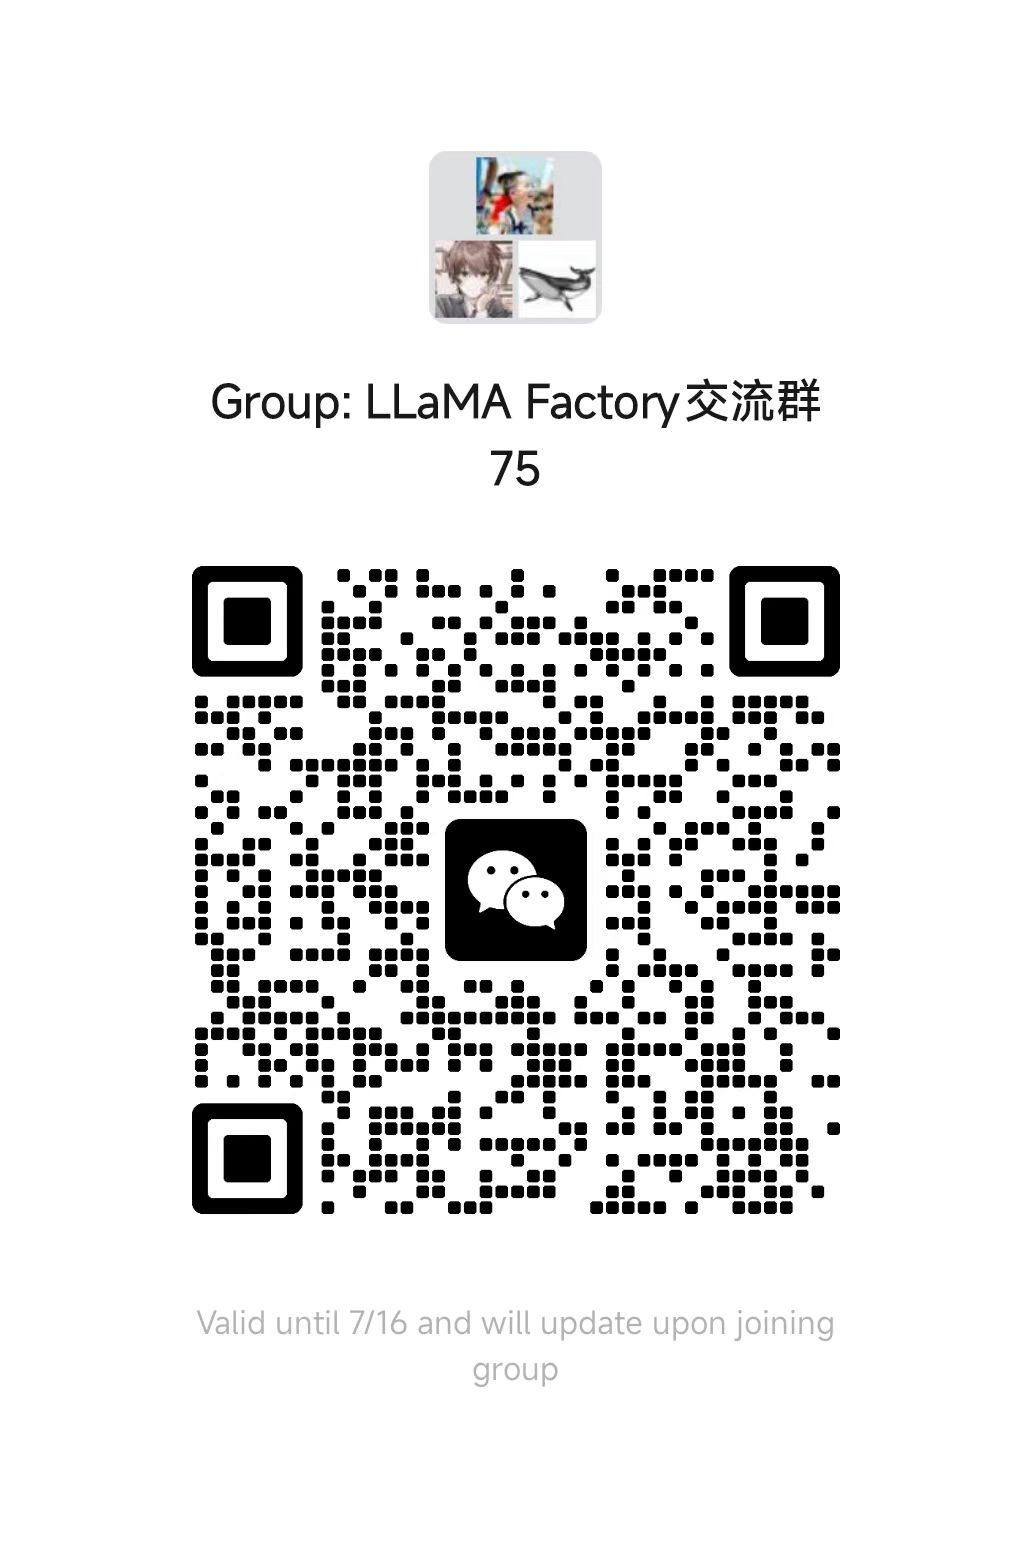 Group: LLaMA Factory交流群
75
Valid until 7/16 and will update upon joining
group